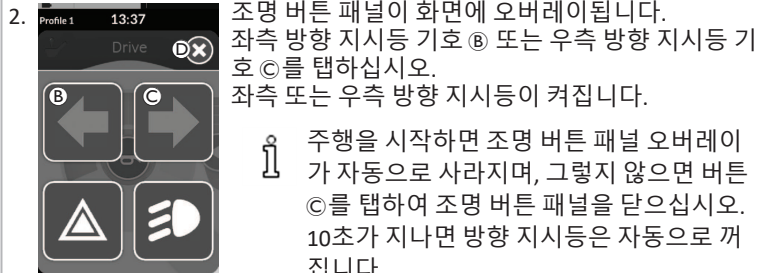 2.
Profile 1 13:37
Drive
D
B C
조명 버튼 패널이 화면에 오버레이됩니다.
좌측 방향 지시등 기호 Ⓑ 또는 우측 방향 지시등 기
호 Ⓒ를 탭하십시오.
좌측 또는 우측 방향 지시등이 켜집니다.
주행을 시작하면 조명 버튼 패널 오버레이
가 자동으로 사라지며, 그렇지 않으면 버튼
Ⓒ를 탭하여 조명 버튼 패널을 닫으십시오.
10초가 지나면 방향 지시등은 자동으로 꺼
집니다